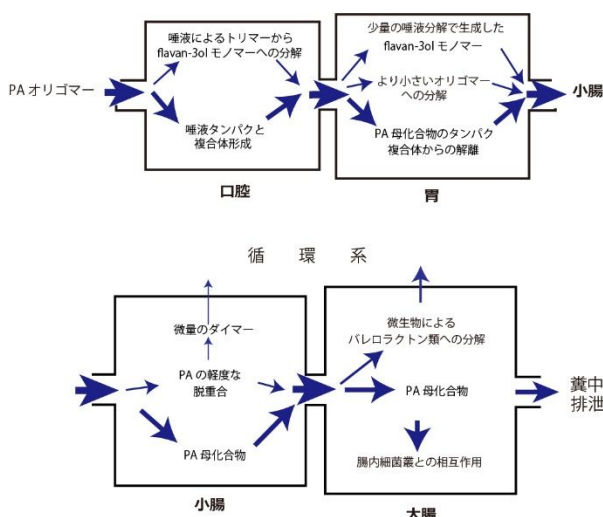 PA オリゴマー
唾液によるトリマーから
flavan-3ol モノマーへの分解
唾液タンパクと
複合体形成
口腔
少量の唾液分解で生成した
flavan-3ol モノマー
より小さいオリゴマー
への分解
PA 母化合物のタンパク
複合体からの解離
胃
小腸
循 環 系
微量のダイマー
PA の軽度な
脱重合
PA 母化合物
小腸
微生物による
バレロラクトン類への分解
PA 母化合物
腸内細菌叢との相互作用
大腸
糞中
排泄